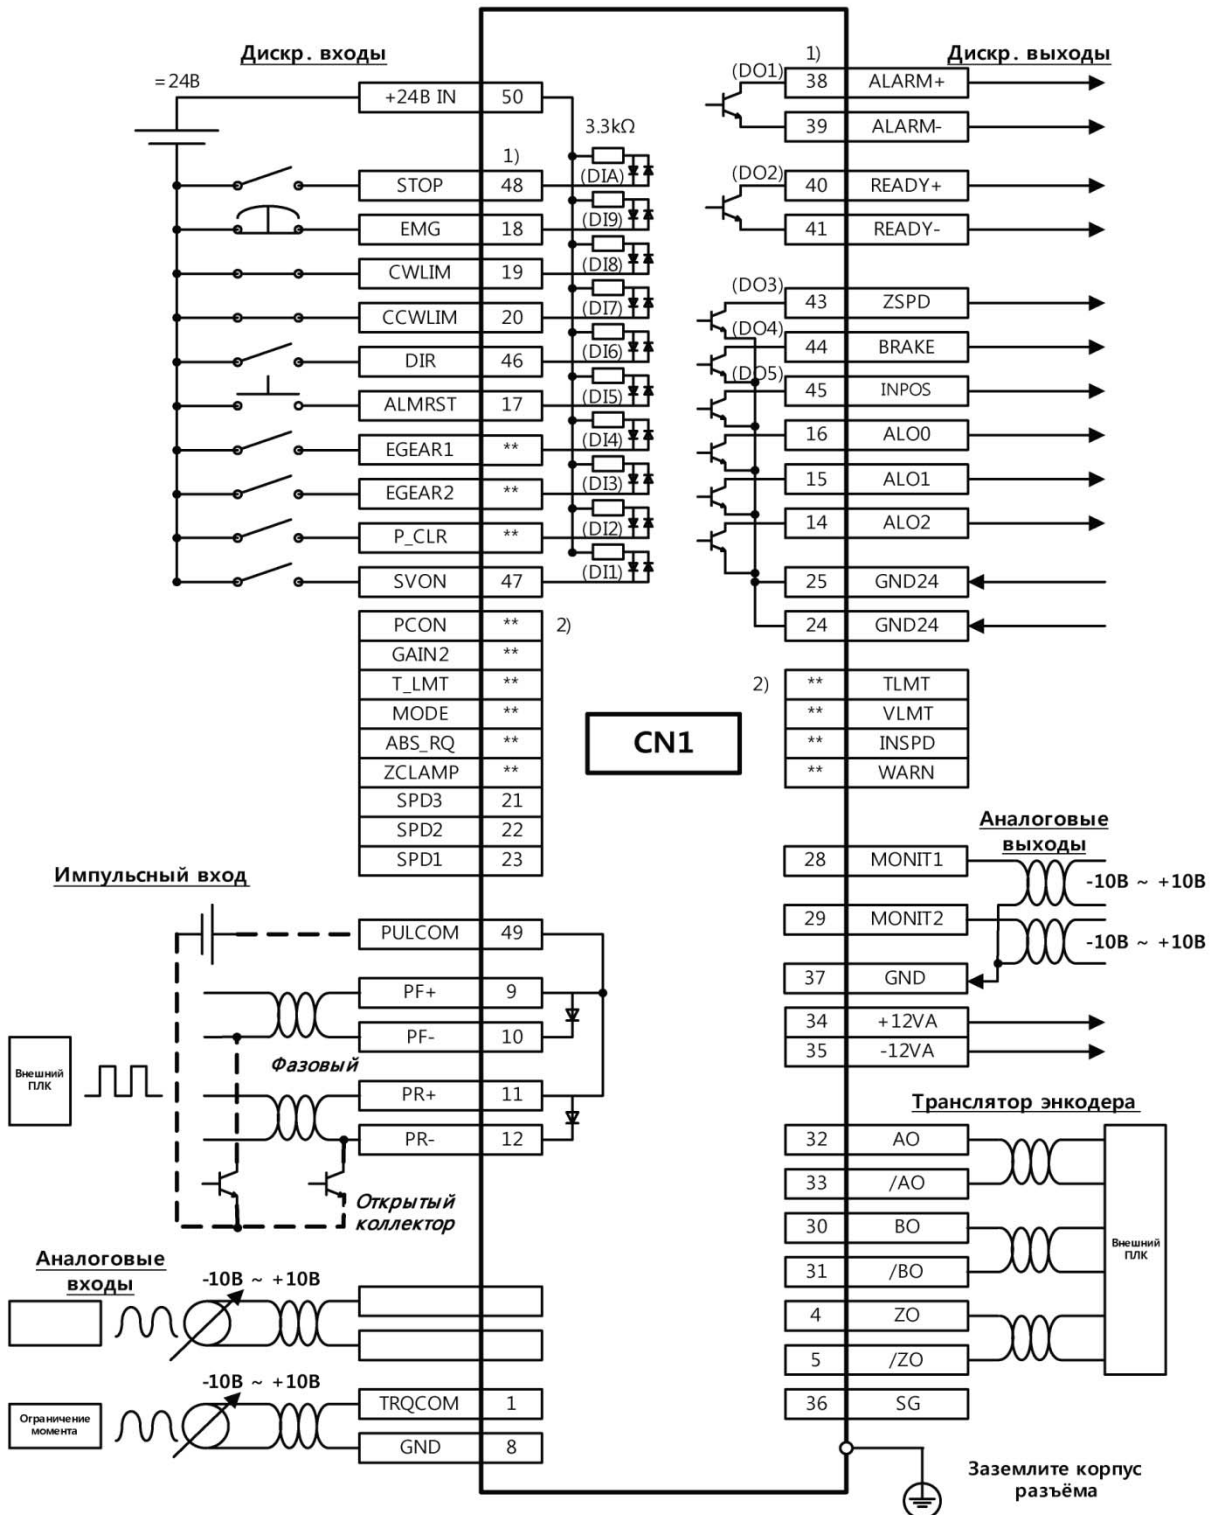 Дискр. входы
=24В
+24В IN 50
3.3kΩ
1)
STOP 48 (DIA)
EMG 18 (DI9)
CWLIM 19 (DI8)
CCWLIM 20 (DI7)
DIR 46 (DI6)
ALMRST 17 (DI5)
EGEAR1 ** (DI4)
EGEAR2 ** (DI3)
P_CLR ** (DI2)
SVON 47 (DI1)
PCON ** 2)
GAIN2 **
T_LMT **
MODE **
ABS_RQ **
ZCLAMP **
SPD3 21
SPD2 22
SPD1 23
Импульсный вход
PULCOM 49
PF+ 9
PF- 10
Фазовый
Внешний
ПЛК
PR+ 11
PR- 12
Открытый
коллектор
Аналоговые
входы
-10В ~ +10В
-10В ~ +10В
Ограничение
момента
TRQCOM 1
GND 8
CN1
1)
Дискр. выходы
(DO1) 38 ALARM+
39 ALARM-
(DO2) 40 READY+
41 READY-
(DO3) 43 ZSPD
(DO4) 44 BRAKE
(DO5) 45 INPOS
16 ALO0
15 ALO1
14 ALO2
25 GND24
24 GND24
2) ** TLMT
** VLMT
** INSPD
** WARN
Аналоговые
выходы
28 MONIT1 -10В ~ +10В
29 MONIT2 -10В ~ +10В
37 GND
34 +12VA
35 -12VA
Транслятор энкодера
32 AO
33 /AO
30 BO
31 /BO
4 ZO
5 /ZO
Внешний
ПЛК
36 SG
Заземлите корпус
разъёма